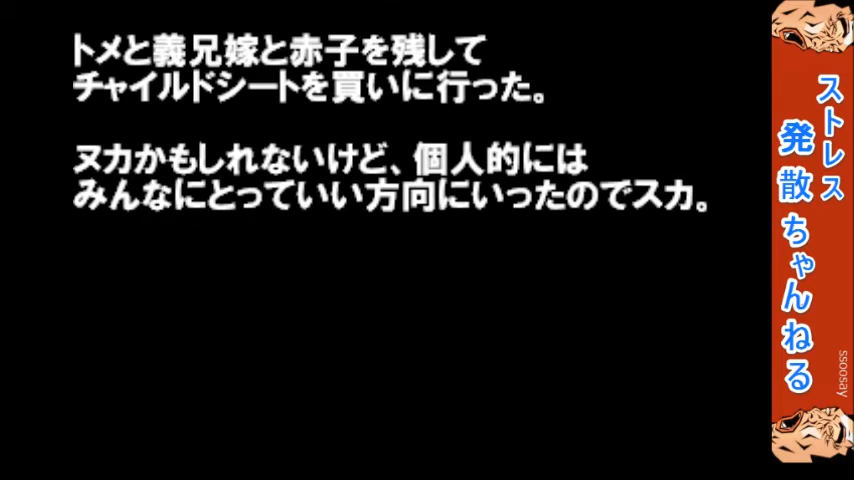 トメと義兄嫁と赤子を残して
チャイルドシートを買いに行った。
ヌカかもしれないけど、個人的には
みんなにとっていい方向にいったのでスカ。
ストレス
発散ちゃんねる
ssoosay